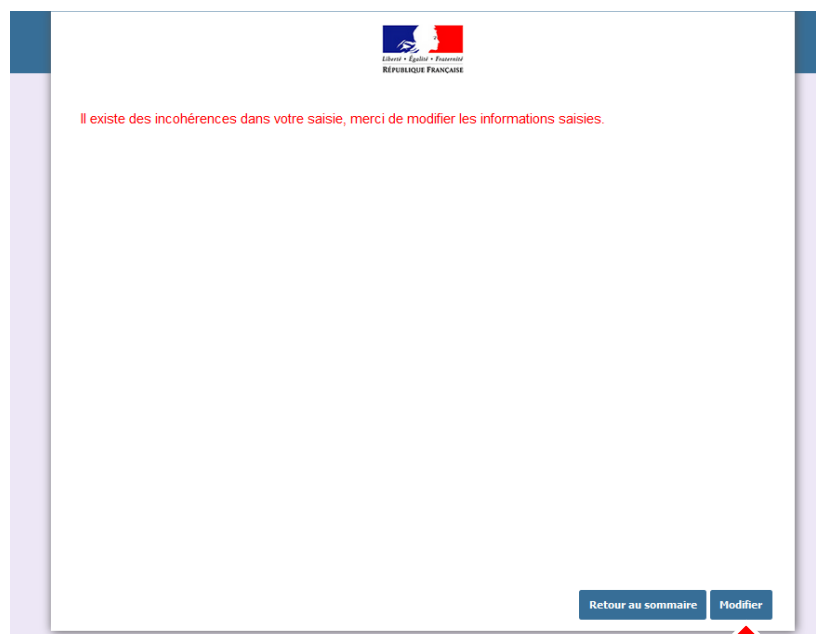 Liberté • Égalité • Fraternité
RÉPUBLIQUE FRANÇAISE
Il existe des incohérences dans votre saisie, merci de modifier les informations saisies.
Retour au sommaire
Modifier